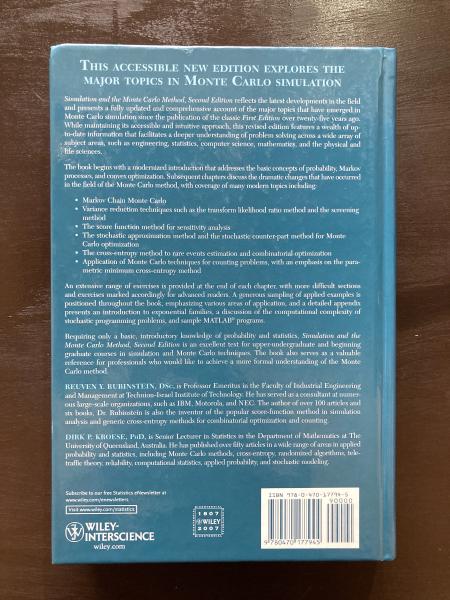 THIS ACCESSIBLE NEW EDITION EXPLORES THE
MAJOR TOPICS IN MONTE CARLO SIMULATION
Simulation and the Monte Carlo Method, Second Edition reflects the latest developments in the field
and presents a fully updated and comprehensive account of the major topics that have emerged in
Monte Carlo simulation since the publication of the classic First Edition over twenty-five years ago.
While maintaining its accessible and intuitive approach, this revised edition features a wealth of up-
to-date information that facilitates a deeper understanding of problem solving across a wide array of
subject areas, such as engineering, statistics, computer science, mathematics, and the physical and
life sciences.
The book begins with a modernized introduction that addresses the basic concepts of probability, Markov
processes, and convex optimization. Subsequent chapters discuss the dramatic changes that have occurred
in the field of the Monte Carlo method, with coverage of many modern topics including:
• Markov Chain Monte Carlo
• Variance reduction techniques such as the transform likelihood ratio method and the screening
method
• The score function method for sensitivity analysis
• The stochastic approximation method and the stochastic counter-part method for Monte
Carlo optimization
• The cross-entropy method to rare events estimation and combinatorial optimization
• Application of Monte Carlo techniques for counting problems, with an emphasis on the para-
metric minimum cross-entropy method
An extensive range of exercises is provided at the end of each chapter, with more difficult sections
and exercises marked accordingly for advanced readers. A generous sampling of applied examples is
positioned throughout the book, emphasizing various areas of application, and a detailed appendix
presents an introduction to exponential families, a discussion of the computational complexity of
stochastic programming problems, and sample MATLAB® programs.
Requiring only a basic, introductory knowledge of probability and statistics, Simulation and the
Monte Carlo Method, Second Edition is an excellent text for upper-undergraduate and beginning
graduate courses in simulation and Monte Carlo techniques. The book also serves as a valuable
reference for professionals who would like to achieve a more formal understanding of the Monte
Carlo method.
REUVEN Y. RUBINSTEIN, DSc, is Professor Emeritus in the Faculty of Industrial Engineering
and Management at Technion-Israel Institute of Technology. He has served as a consultant at numer-
ous large-scale organizations, such as IBM, Motorola, and NEC. The author of over 100 articles and
six books, Dr. Rubinstein is also the inventor of the popular score-function method in simulation
analysis and generic cross-entropy methods for combinatorial optimization and counting.
DIRK P. KROESE, PhD, is Senior Lecturer in Statistics in the Department of Mathematics at The
University of Queensland, Australia. He has published over fifty articles in a wide range of areas in applied
probability and statistics, including Monte Carlo methods, cross-entropy, randomized algorithms, tele-
traffic theory, reliability, computational statistics, applied probability, and stochastic modeling.
Subscribe to our free Statistics eNewsletter at
www.wiley.com/enewsletters
Visit www.wiley.com/statistics
WILEY-
INTERSCIENCE
wiley.com
1807
WILEY
2007
ISBN 978-0-470-17794-5
90000
9 780470 177945